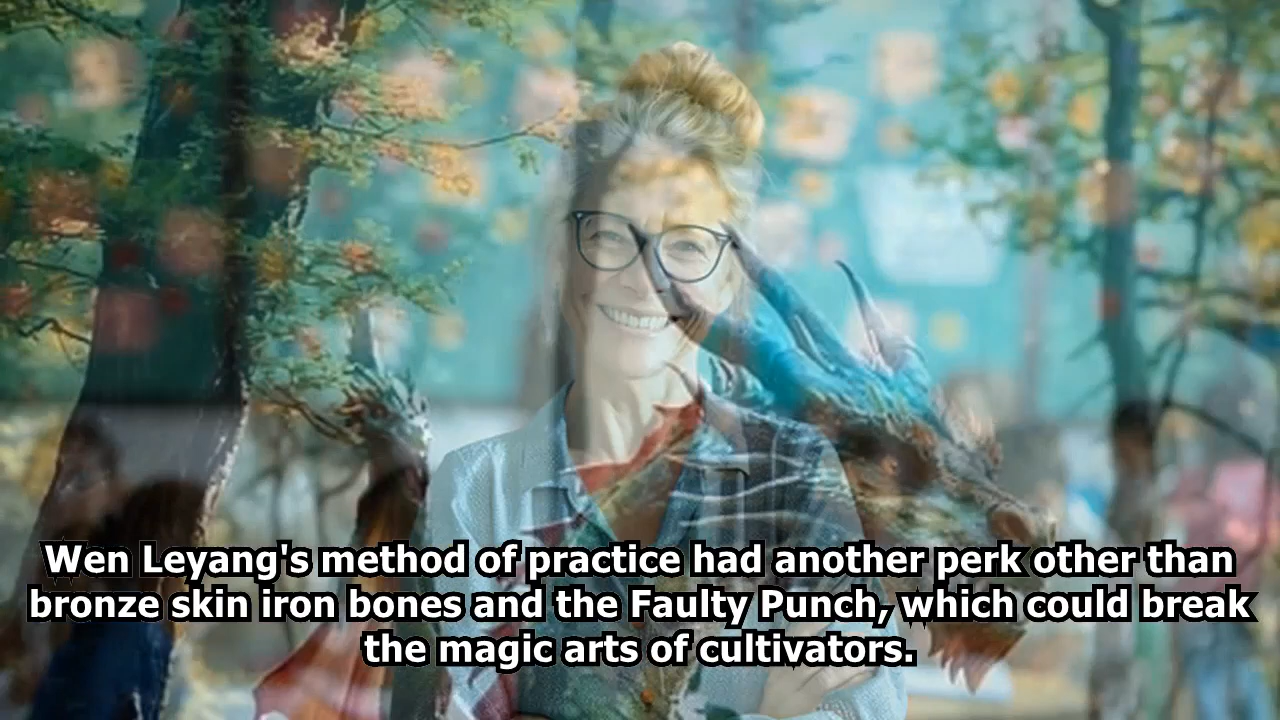 Wen Leyang's method of practice had another perk other than
bronze skin iron bones and the Faulty Punch, which could break
the magic arts of cultivators.